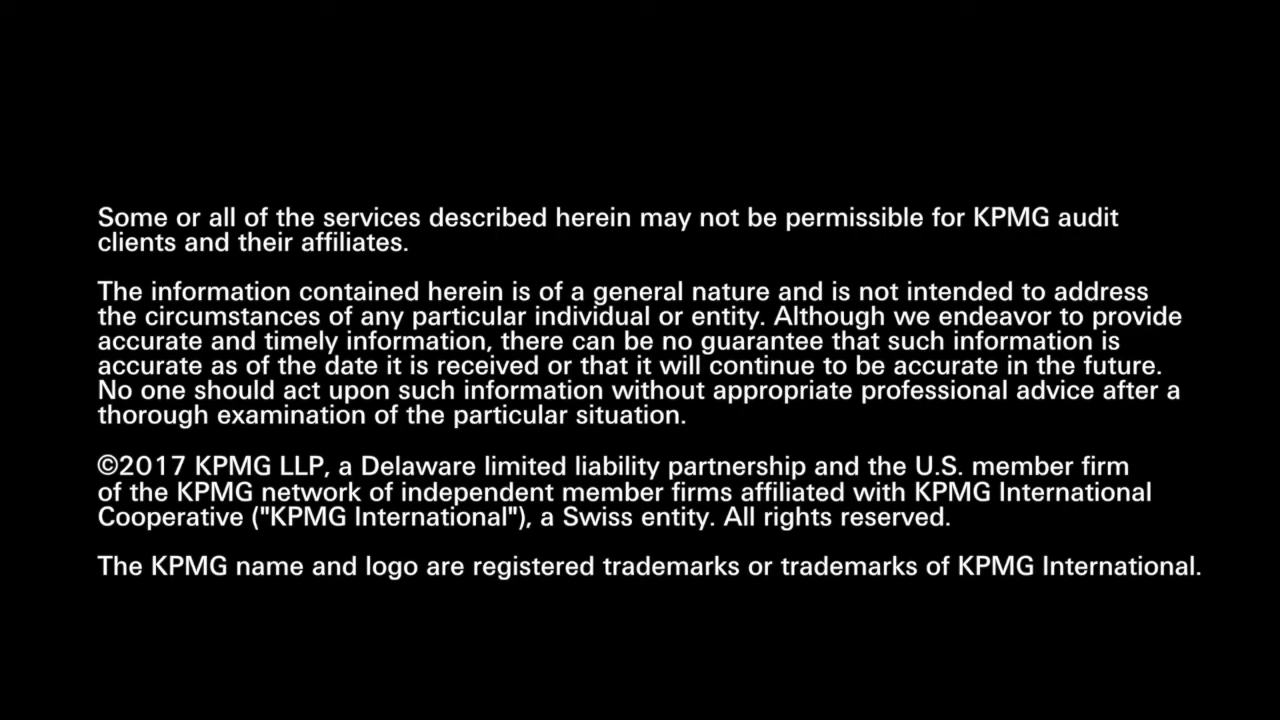 Some or all of the services described herein may not be permissible for KPMG audit
clients and their affiliates.
The information contained herein is of a general nature and is not intended to address
the circumstances of any particular individual or entity. Although we endeavor to provide
accurate and timely information, there can be no guarantee that such information is
accurate as of the date it is received or that it will continue to be accurate in the future.
No one should act upon such information without appropriate professional advice after a
thorough examination of the particular situation.
©2017 KPMG LLP, a Delaware limited liability partnership and the U.S. member firm
of the KPMG network of independent member firms affiliated with KPMG International
Cooperative ("KPMG International"), a Swiss entity. All rights reserved.
The KPMG name and logo are registered trademarks or trademarks of KPMG International.